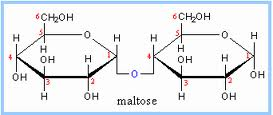 6 CH₂OH 6 CH₂OH
H 5 O H H 5 O H
H H
4 1 4 1
OH H OH H
OH O OH
3 2 3 2
H OH H OH
maltose